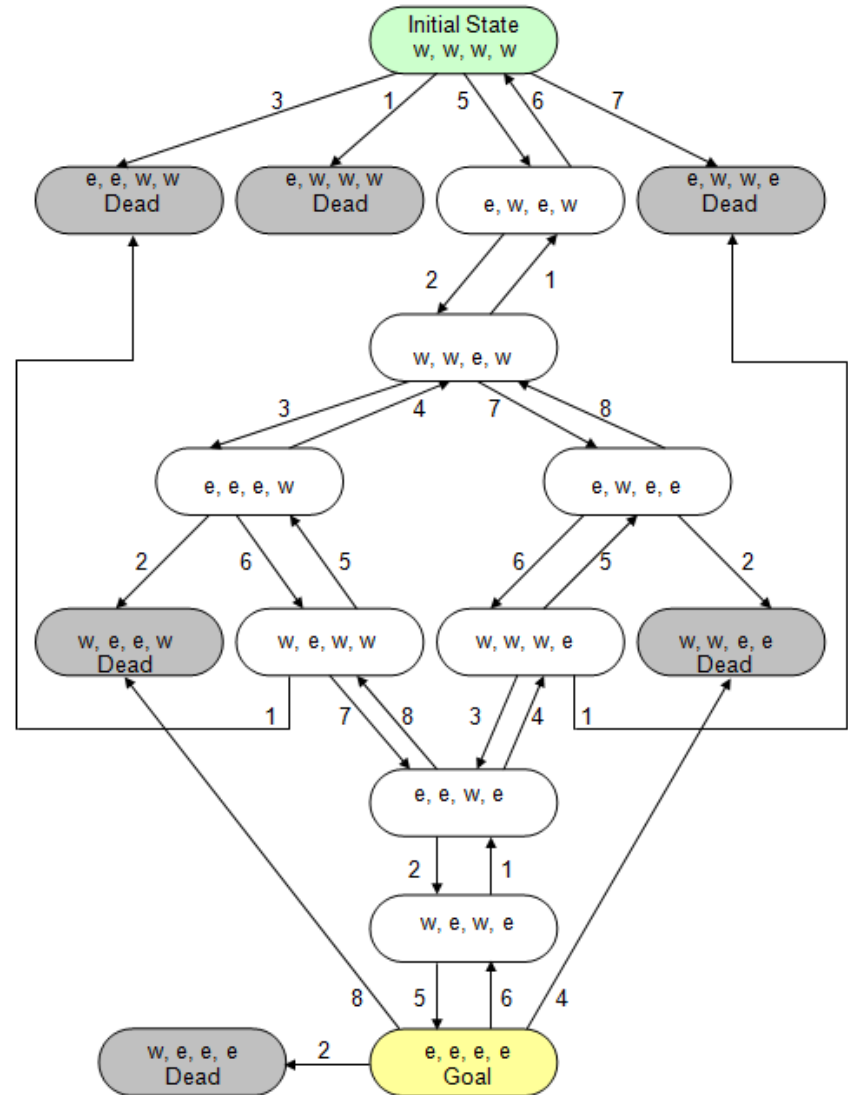 Initial State
w, w, w, w
3
1
5
6
7
e, e, w, w
Dead
e, w, w, w
Dead
e, w, e, w
e, w, w, e
Dead
2
1
w, w, e, w
3
4
7
8
e, e, e, w
e, w, e, e
2
6
5
6
5
2
w, e, e, w
Dead
w, e, w, w
w, w, w, e
w, w, e, e
Dead
1
7
8
3
4
1
e, e, w, e
2
1
w, e, w, e
8
5
6
4
w, e, e, e
Dead
2
e, e, e, e
Goal